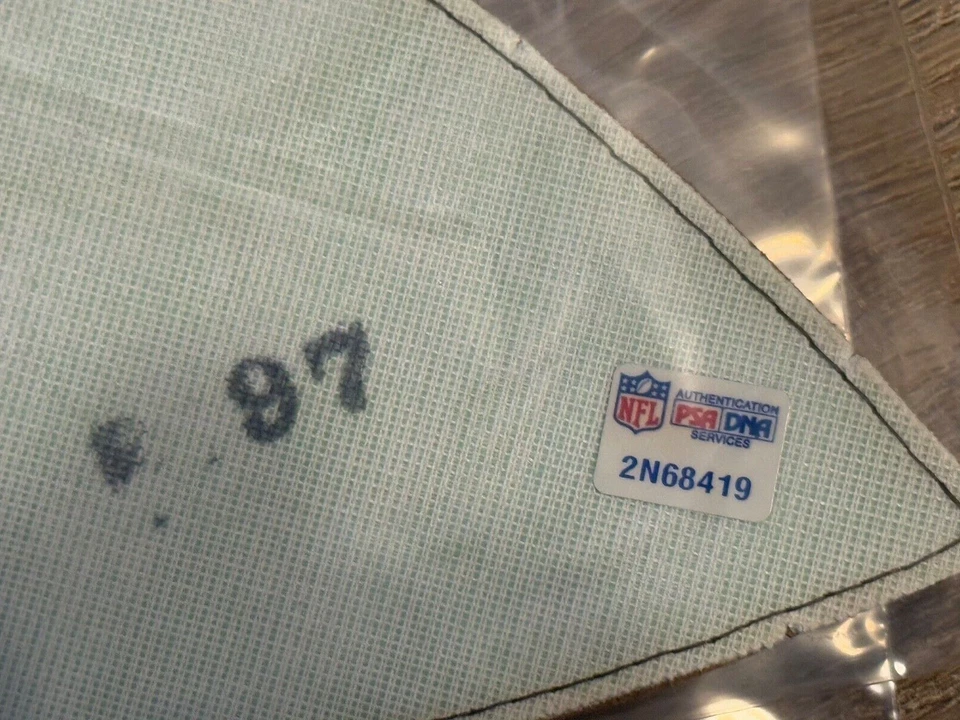 97
NFL
AUTHENTICATION
PSA DNA
SERVICES
2N68419